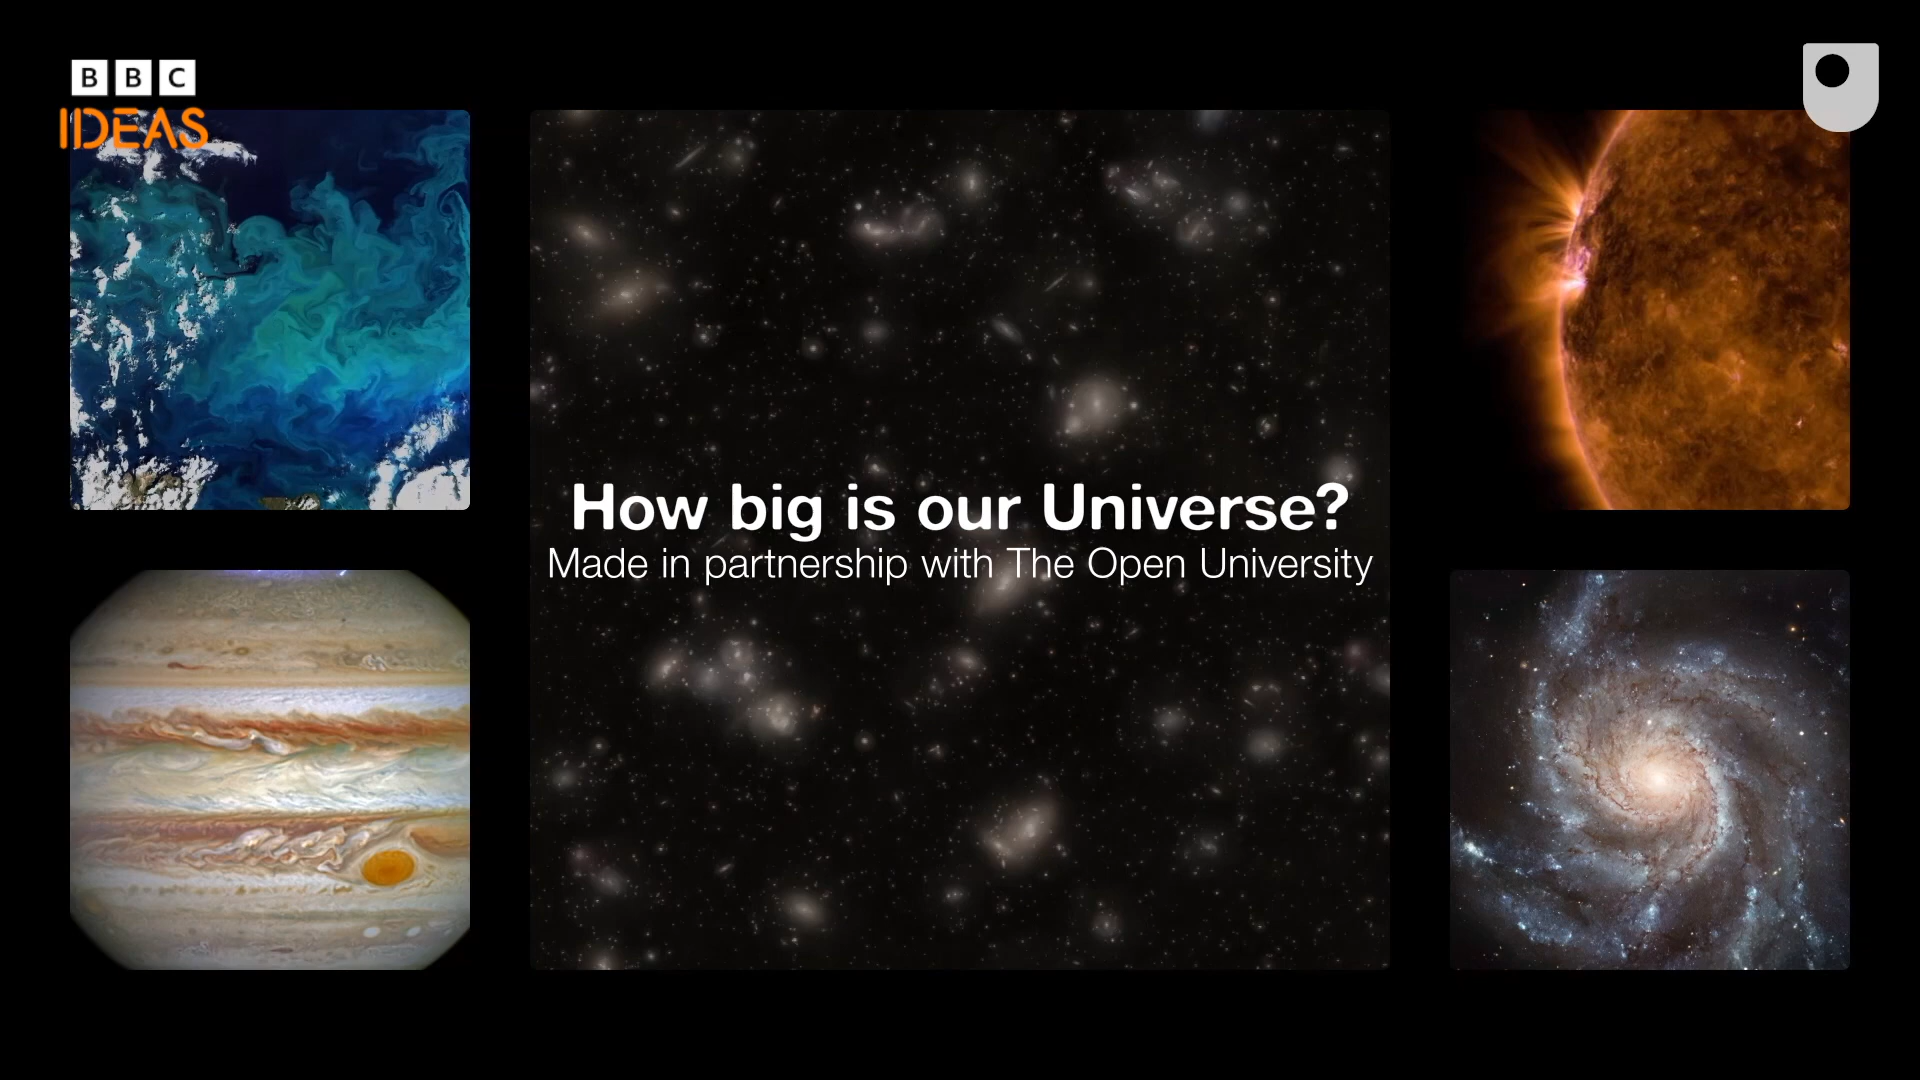 BBC
IDEAS
How big is our Universe?
Made in partnership with The Open University